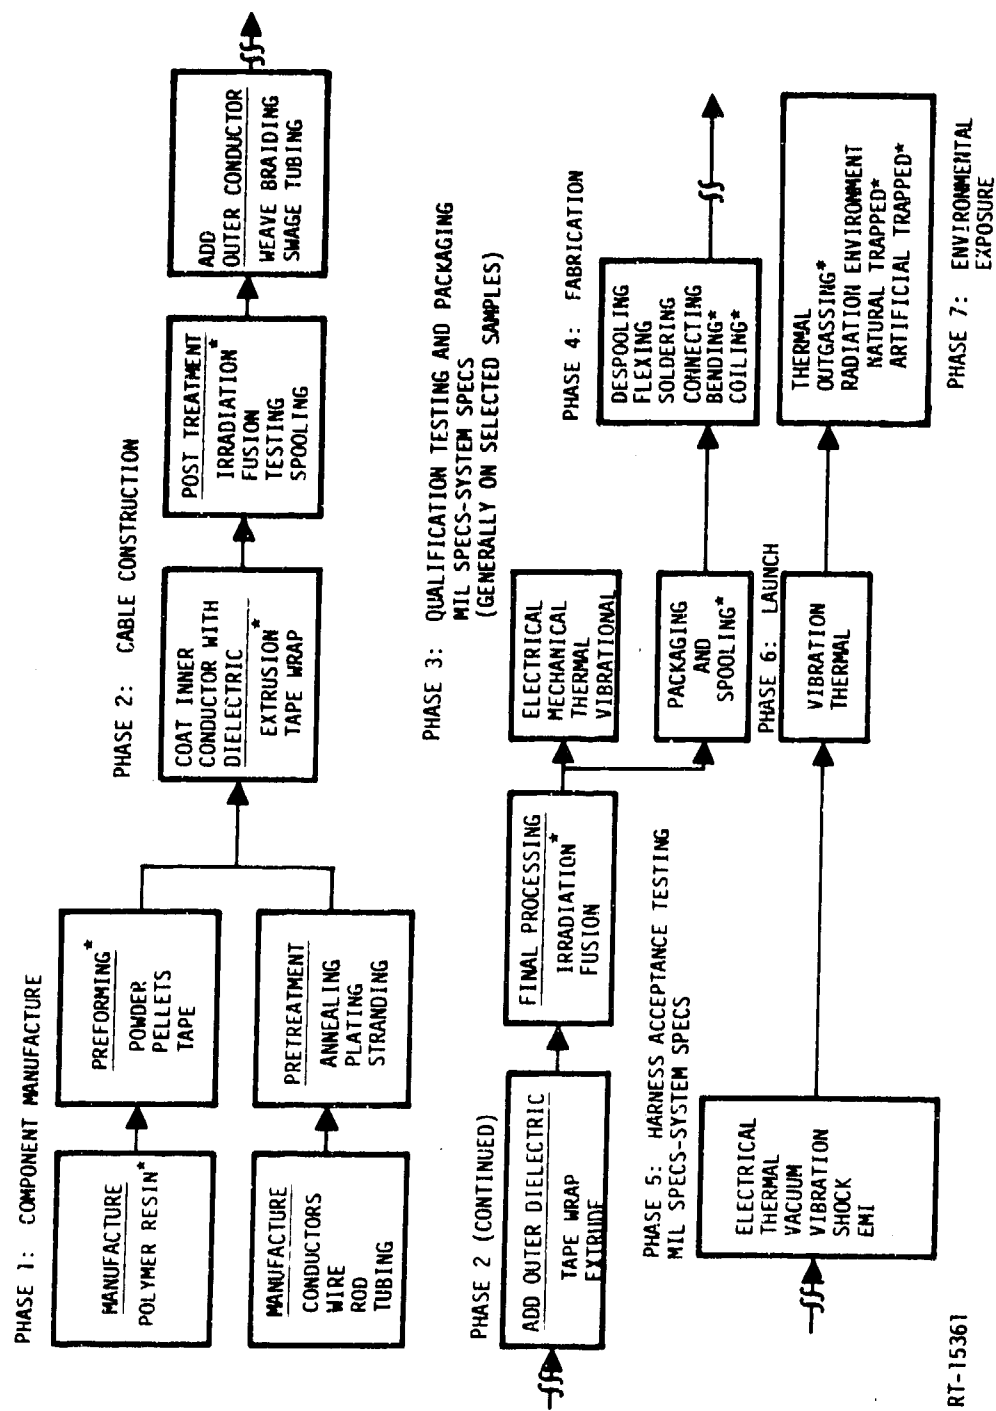 PHASE 1: COMPONENT MANUFACTURE
MANUFACTURE
POLYMER RESIN*
PREFORMING*
POWDER
PELLETS
TAPE
MANUFACTURE
CONDUCTORS
WIRE
ROD
TUBING
PRETREATMENT
ANNEALING
PLATING
STRANDING
PHASE 2: CABLE CONSTRUCTION
COAT INNER
CONDUCTOR WITH
DIELECTRIC
EXTRUSION*
TAPE WRAP*
POST TREATMENT
IRRADIATION*
FUSION
TESTING
SPOOLING
ADD
OUTER CONDUCTOR
WEAVE BRAIDING
SWAGE TUBING
PHASE 2 (CONTINUED)
ADD OUTER DIELECTRIC
TAPE WRAP
EXTRUDE
FINAL PROCESSING
IRRADIATION*
FUSION
PHASE 3: QUALIFICATION TESTING AND PACKAGING
MIL SPECS-SYSTEM SPECS
(GENERALLY ON SELECTED SAMPLES)
ELECTRICAL
MECHANICAL
THERMAL
VIBRATIONAL
PACKAGING
AND
SPOOLING*
PHASE 4: FABRICATION
DESPOOLING
FLEXING
SOLDERING
CONNECTING
BENDING*
COILING*
PHASE 5: HARNESS ACCEPTANCE TESTING
MIL SPECS-SYSTEM SPECS
ELECTRICAL
THERMAL
VACUUM
VIBRATION
SHOCK
EMI
PHASE 6: LAUNCH
VIBRATION
THERMAL
THERMAL
OUTGASSING*
RADIATION ENVIRONMENT
NATURAL TRAPPED*
ARTIFICIAL TRAPPED*
PHASE 7: ENVIRONMENTAL
EXPOSURE
RT-15361